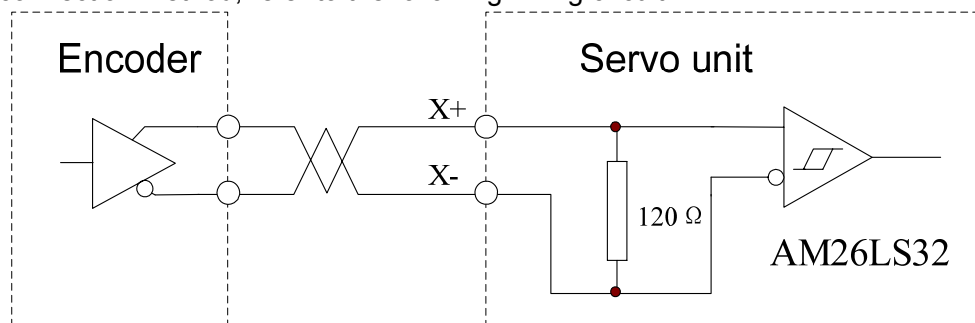 Encoder
Servo unit
X+
X-
120 Ω
AM26LS32